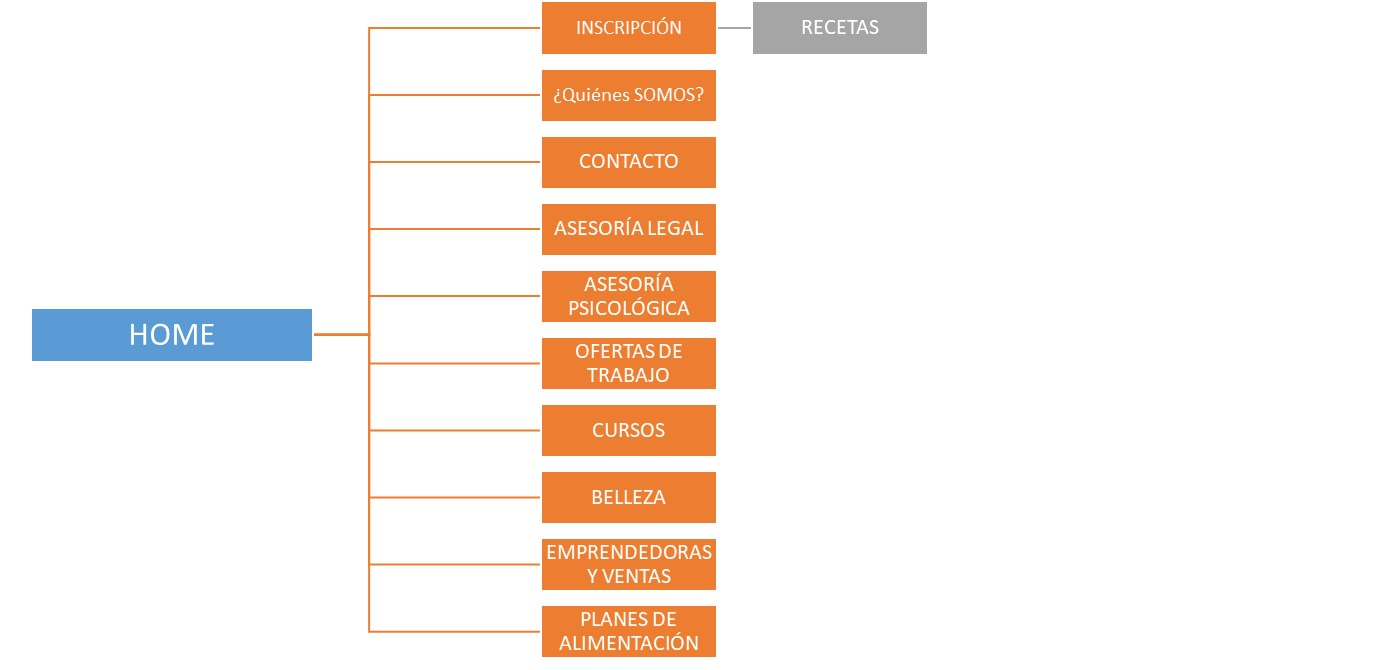 INSCRIPCIÓN
RECETAS
¿Quiénes SOMOS?
CONTACTO
ASESORÍA LEGAL
ASESORÍA
PSICOLÓGICA
HOME
OFERTAS DE
TRABAJO
CURSOS
BELLEZA
EMPRENDEDORAS
Y VENTAS
PLANES DE
ALIMENTACIÓN